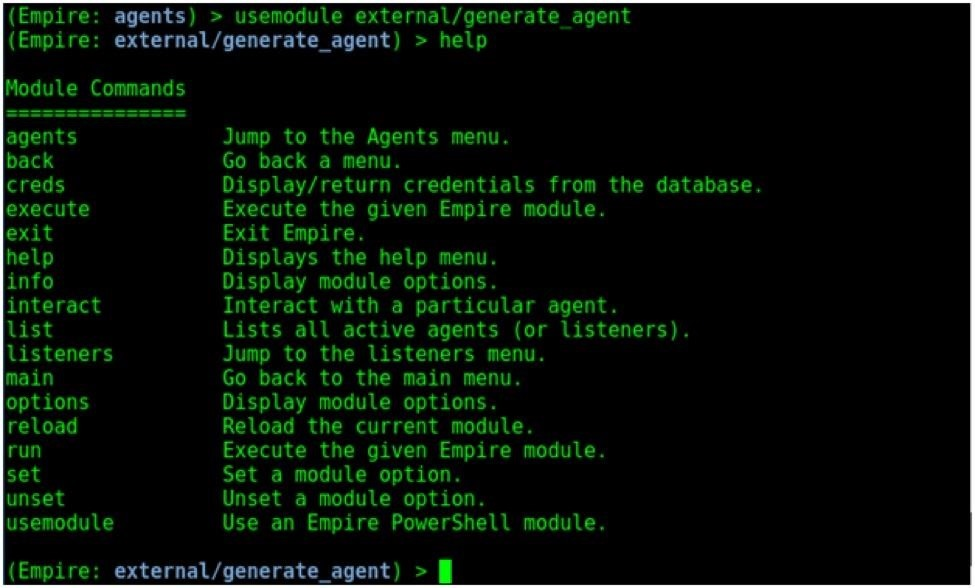 (Empire: agents) > usemodule external/generate_agent
(Empire: external/generate_agent) > help
Module Commands
===============
agents Jump to the Agents menu.
back Go back a menu.
creds Display/return credentials from the database.
execute Execute the given Empire module.
exit Exit Empire.
help Displays the help menu.
info Display module options.
interact Interact with a particular agent.
list Lists all active agents (or listeners).
listeners Jump to the listeners menu.
main Go back to the main menu.
options Display module options.
reload Reload the current module.
run Execute the given Empire module.
set Set a module option.
unset Unset a module option.
usemodule Use an Empire PowerShell module.
(Empire: external/generate_agent) >